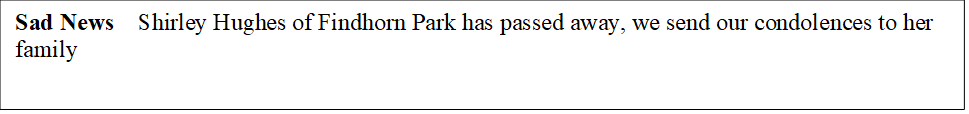 Sad News    Shirley Hughes of Findhorn Park has passed away, we send our condolences to her
family